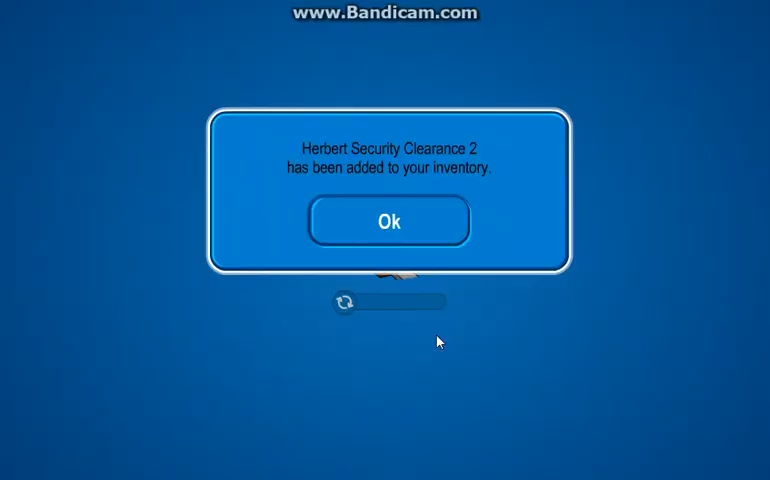 www.Bandicam.com
Herbert Security Clearance 2
has been added to your inventory.
Ok